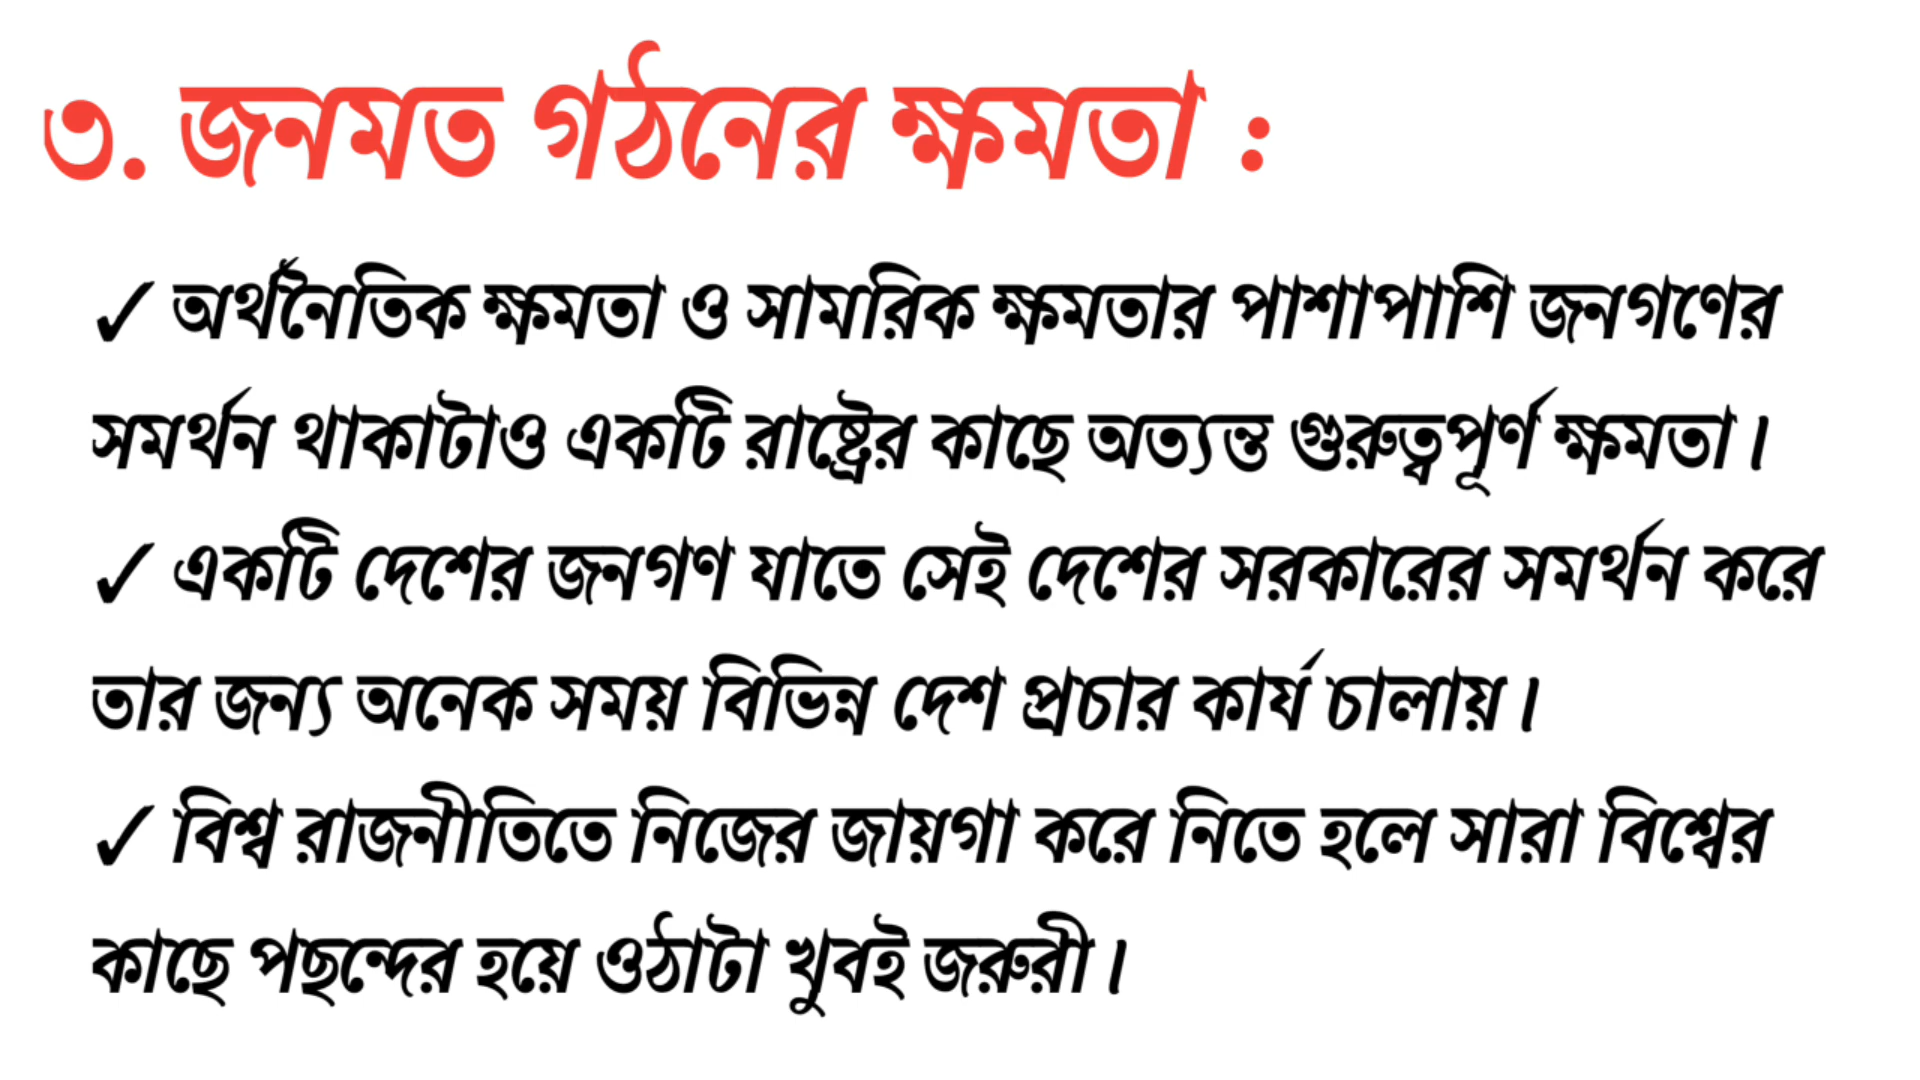 ৩. জনমত গঠনের ক্ষমতা :
✓ অর্থনৈতিক ক্ষমতা ও সামরিক ক্ষমতার পাশাপাশি জনগণের
সমর্থন থাকাটাও একটি রাষ্ট্রের কাছে অত্যন্ত গুরুত্বপূর্ণ ক্ষমতা।
✓ একটি দেশের জনগণ যাতে সেই দেশের সরকারের সমর্থন করে
তার জন্য অনেক সময় বিভিন্ন দেশ প্রচার কার্য চালায়।
✓ বিশ্ব রাজনীতিতে নিজের জায়গা করে নিতে হলে সারা বিশ্বের
কাছে পছন্দের হয়ে ওঠাটা খুবই জরুরী।